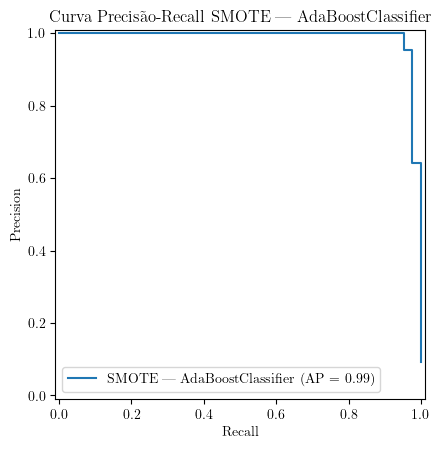 Curva Precisão-Recall SMOTE — AdaBoostClassifier
1.0
0.8
0.6
0.4
0.2
0.0
Precision
SMOTE — AdaBoostClassifier (AP = 0.99)
0.0 0.2 0.4 0.6 0.8 1.0
Recall